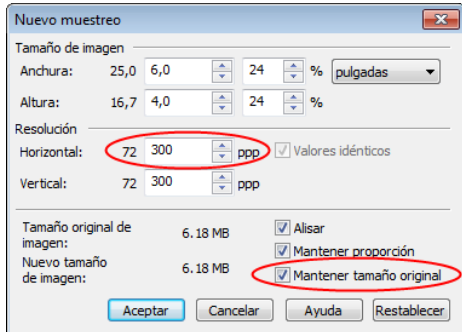 Nuevo muestreo
Tamaño de imagen
Anchura: 25,0 6,0 24 % pulgadas
Altura: 16,7 4,0 24 %
Resolución
Horizontal: 72 300 ppp Valores idénticos
Vertical: 72 300 ppp
Tamaño original de
imagen: 6.18 MB
Nuevo tamaño
de imagen: 6.18 MB
Alisar
Mantener proporción
Mantener tamaño original
Aceptar Cancelar Ayuda Restablecer